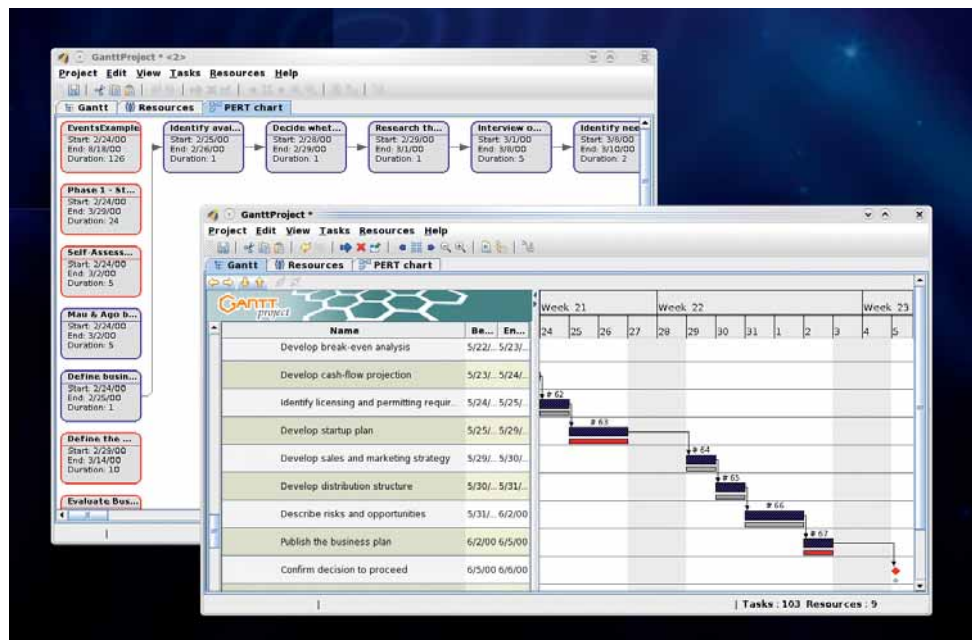 GanttProject * <2>
Project Edit View Tasks Resources Help
Gantt Resources PERT chart
EventsExample
Start: 2/24/00
End: 8/18/00
Duration: 126
Identify avai...
Start: 2/25/00
End: 2/26/00
Duration: 1
Decide whet...
Start: 2/28/00
End: 2/29/00
Duration: 1
Research th...
Start: 2/29/00
End: 3/1/00
Duration: 1
Interview o...
Start: 3/1/00
End: 3/8/00
Duration: 5
Identify nee
Start: 3/8/00
End: 3/10/00
Duration: 2
Phase 1 - St...
Start: 2/24/00
End: 3/29/00
Duration: 24
Self-Assess...
Start: 2/24/00
End: 3/2/00
Duration: 5
Mau & Ago b...
Start: 2/24/00
End: 3/2/00
Duration: 5
Define busin...
Start: 2/24/00
End: 2/25/00
Duration: 1
Define the ...
Start: 2/29/00
End: 3/14/00
Duration: 10
Evaluate Bus...
GanttProject *
Project Edit View Tasks Resources Help
Gantt Resources PERT chart
GANTT project
Week 21 Week 22 Week 23
Name Be... En...
24 25 26 27 28 29 30 31 1 2 3 4 5
Develop break-even analysis 5/22/... 5/23/...
Develop cash-flow projection 5/23/... 5/24/...
Identify licensing and permitting requir... 5/24/... 5/25/...
# 62
Develop startup plan 5/25/... 5/29/...
# 63
Develop sales and marketing strategy 5/29/... 5/30/...
# 64
Develop distribution structure 5/30/... 5/31/...
# 65
Describe risks and opportunities 5/31/... 6/2/00
# 66
Publish the business plan 6/2/00 6/5/00
# 67
Confirm decision to proceed 6/5/00 6/6/00
Tasks : 103 Resources : 9